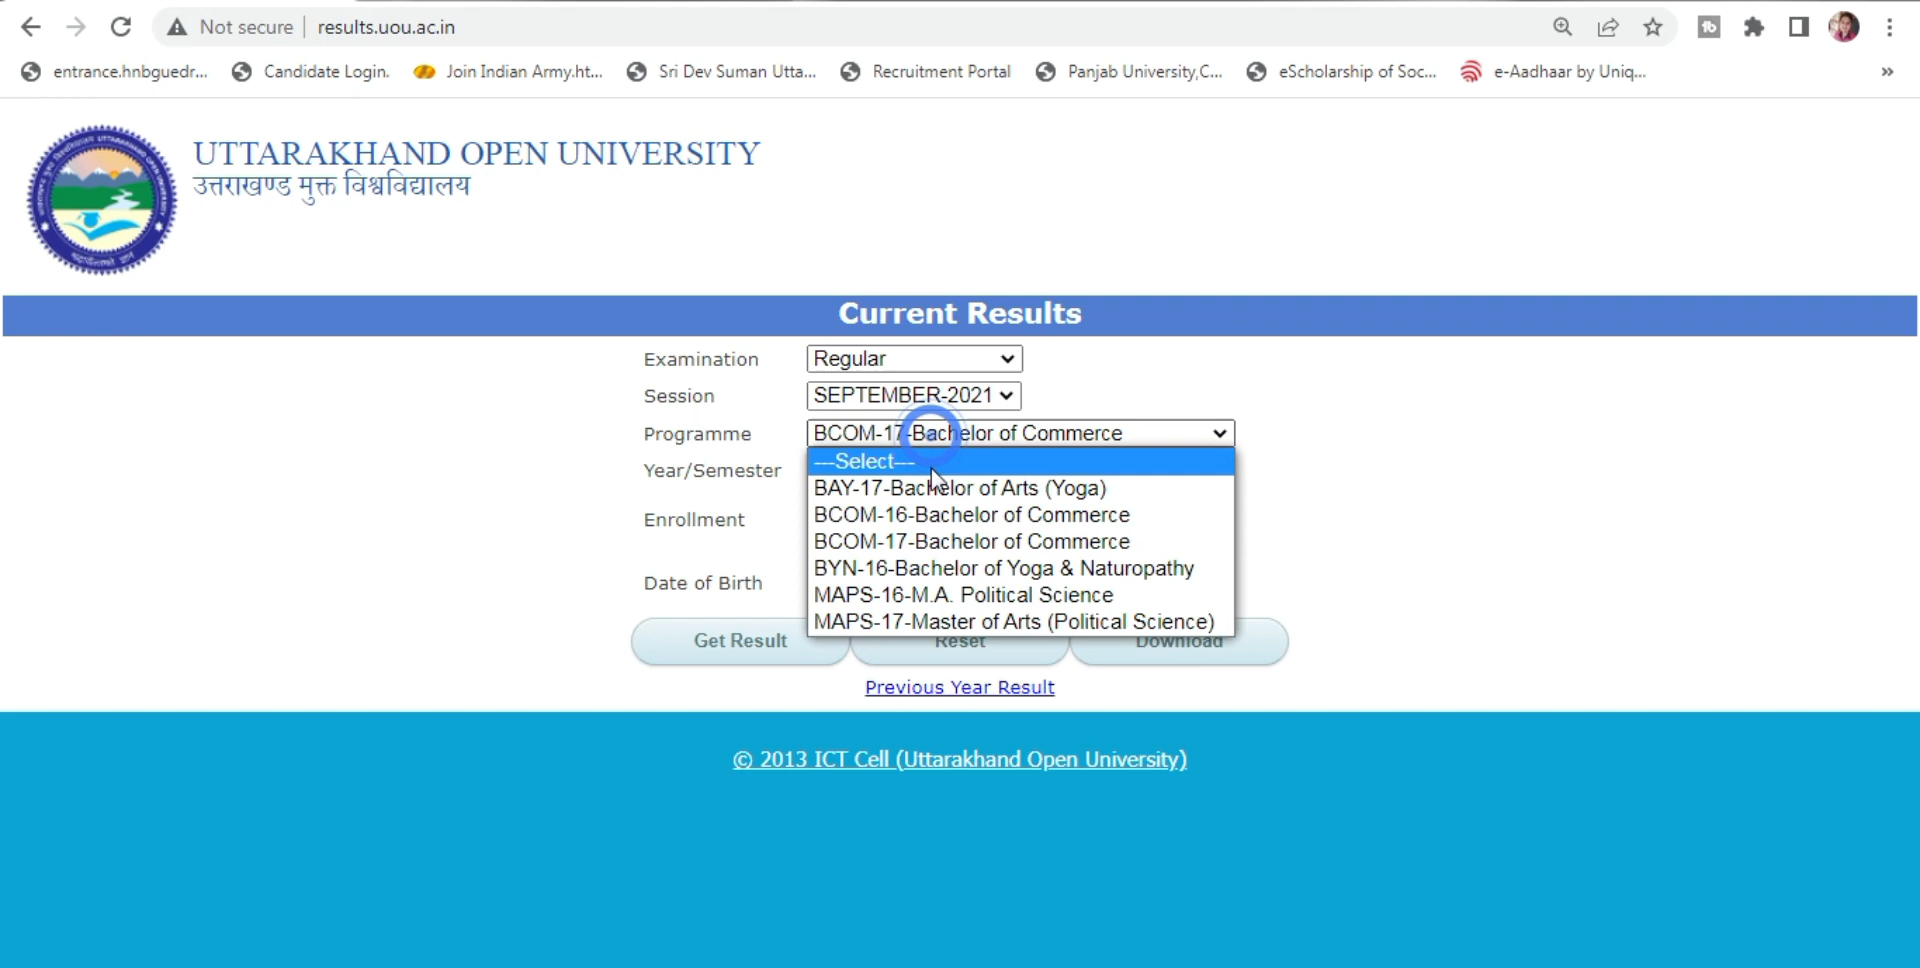 Not secure | results.uou.ac.in
entrance.hnbguedr... Candidate Login. Join Indian Army.ht... Sri Dev Suman Utta... Recruitment Portal Panjab University,C... eScholarship of Soc... e-Aadhaar by Uniq... »
UTTARAKHAND OPEN UNIVERSITY
उत्तराखण्ड मुक्त विश्वविद्यालय
Current Results
Examination Regular
Session SEPTEMBER-2021
Programme BCOM-17-Bachelor of Commerce
Year/Semester ---Select---
BAY-17-Bachelor of Arts (Yoga)
BCOM-16-Bachelor of Commerce
Enrollment
BCOM-17-Bachelor of Commerce
BYN-16-Bachelor of Yoga & Naturopathy
Date of Birth
MAPS-16-M.A. Political Science
MAPS-17-Master of Arts (Political Science)
Get Result Reset Download
Previous Year Result
© 2013 ICT Cell (Uttarakhand Open University)